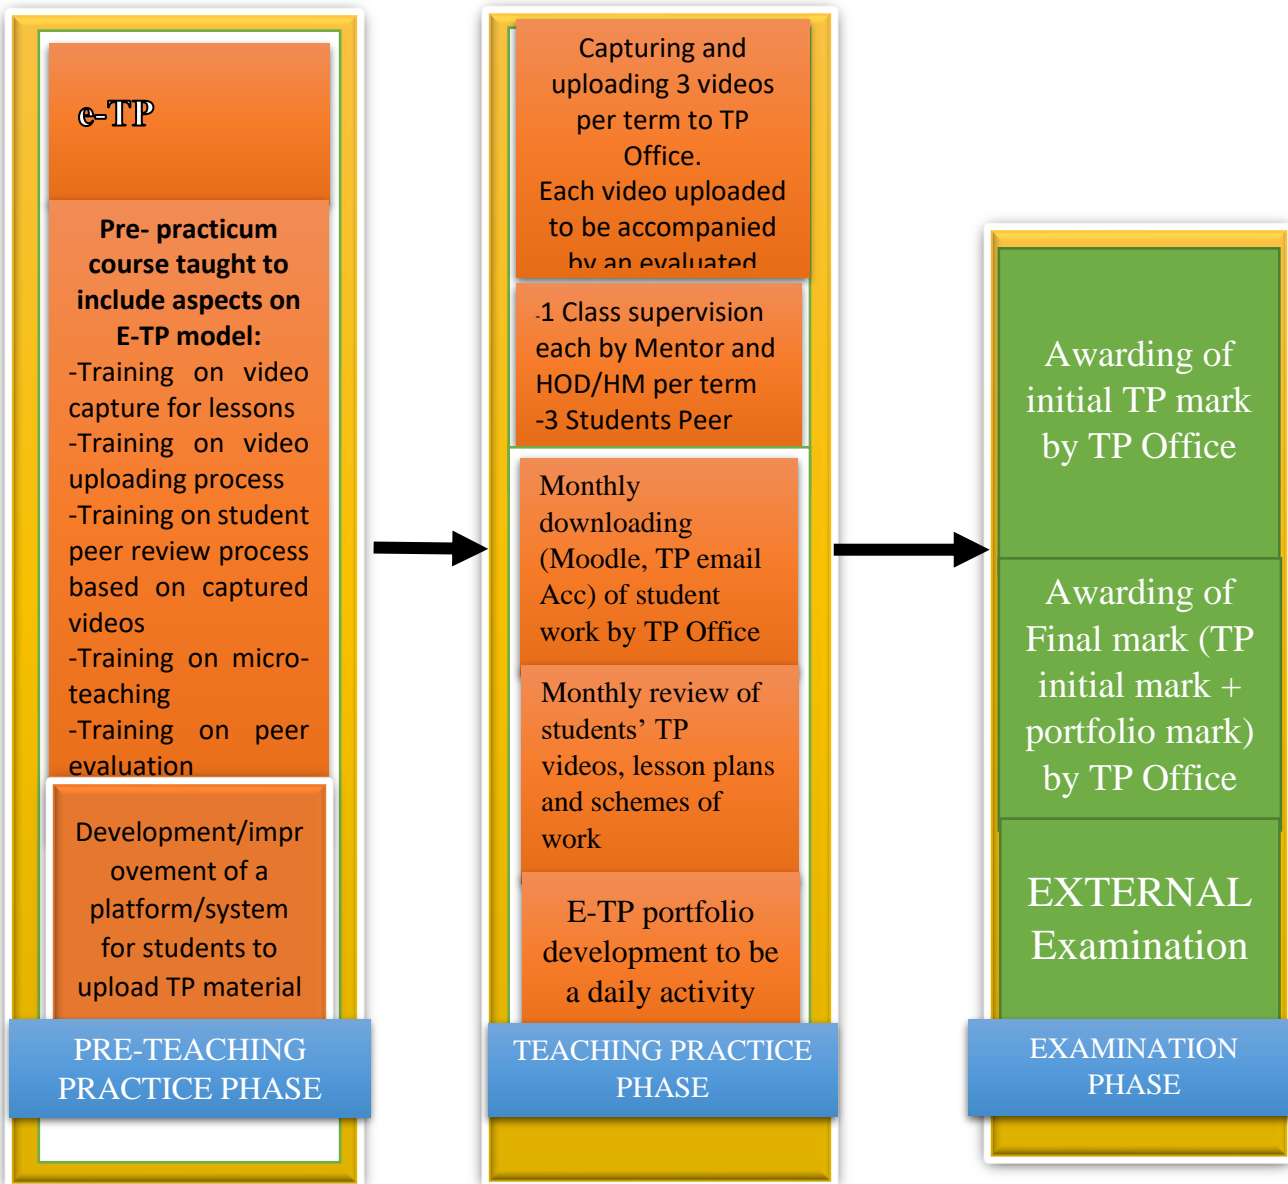 e-TP
Pre- practicum
course taught to
include aspects on
E-TP model:
-Training on video
capture for lessons
-Training on video
uploading process
-Training on student
peer review process
based on captured
videos
-Training on micro-
teaching
-Training on peer
evaluation
Development/impr
ovement of a
platform/system
for students to
upload TP material
PRE-TEACHING
PRACTICE PHASE
Capturing and
uploading 3 videos
per term to TP
Office.
Each video uploaded
to be accompanied
by an evaluated
-1 Class supervision
each by Mentor and
HOD/HM per term
-3 Students Peer
Monthly
downloading
(Moodle, TP email
Acc) of student
work by TP Office
Monthly review of
students’ TP
videos, lesson plans
and schemes of
work
E-TP portfolio
development to be
a daily activity
TEACHING PRACTICE
PHASE
Awarding of
initial TP mark
by TP Office
Awarding of
Final mark (TP
initial mark +
portfolio mark)
by TP Office
EXTERNAL
Examination
EXAMINATION
PHASE